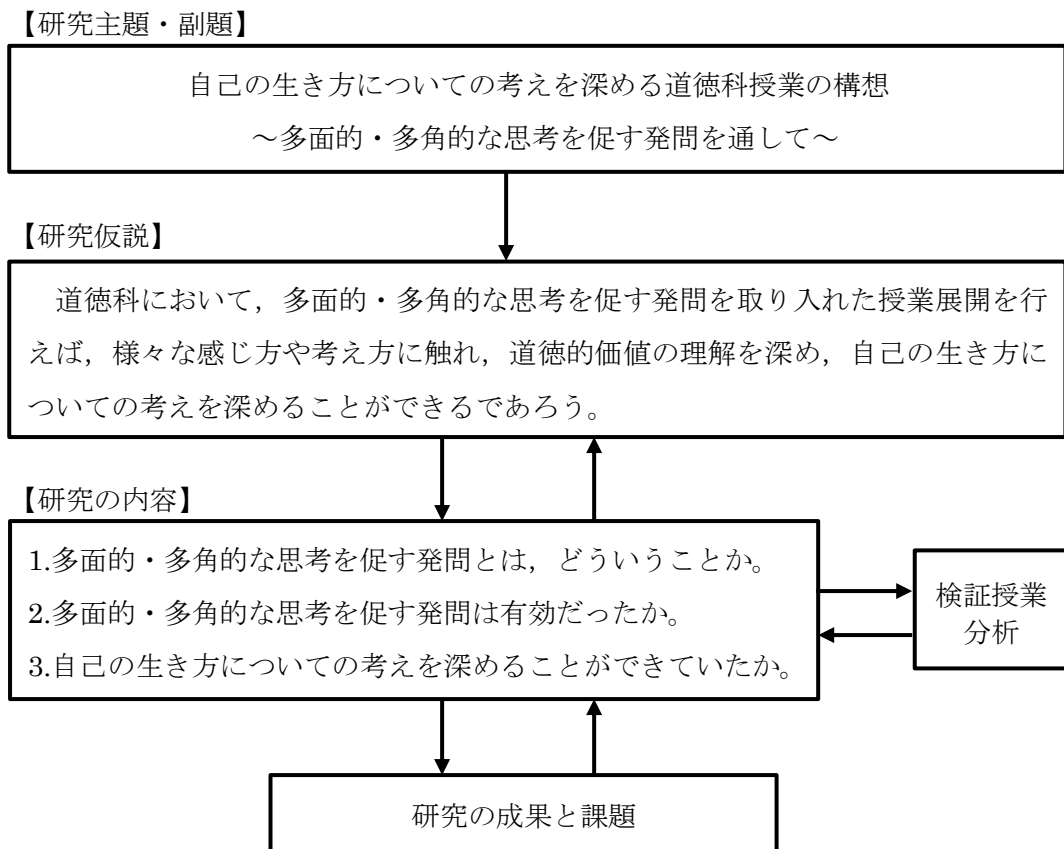 【研究主題・副題】
自己の生き方についての考えを深める道徳科授業の構想
～多面的・多角的な思考を促す発問を通して～
【研究仮説】
道徳科において，多面的・多角的な思考を促す発問を取り入れた授業展開を行
えば，様々な感じ方や考え方に触れ，道徳的価値の理解を深め，自己の生き方に
ついての考えを深めることができるであろう。
【研究の内容】
1.多面的・多角的な思考を促す発問とは，どういうことか。
2.多面的・多角的な思考を促す発問は有効だったか。
3.自己の生き方についての考えを深めることができていたか。
検証授業
分析
研究の成果と課題